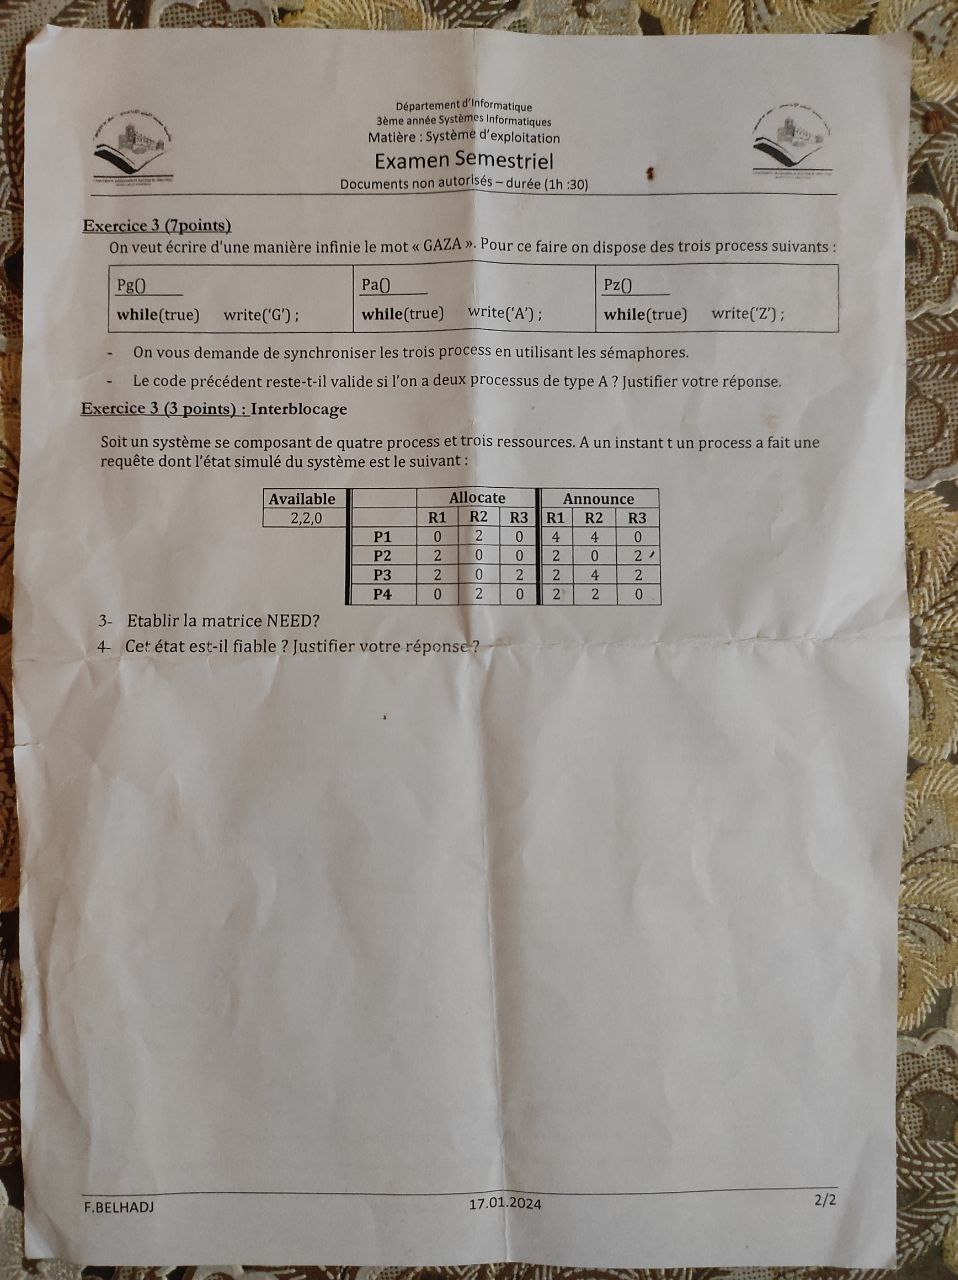 Département d'Informatique
3ème année Systèmes Informatiques
Matière : Système d'exploitation
Examen Semestriel
Documents non autorisés – durée (1h :30)
Exercice 3 (7points)
On veut écrire d'une manière infinie le mot « GAZA ». Pour ce faire on dispose des trois process suivants :
Pg() Pa() Pz()
while(true) write('G') ; while(true) write('A') ; while(true) write('Z') ;
- On vous demande de synchroniser les trois process en utilisant les sémaphores.
- Le code précédent reste-t-il valide si l'on a deux processus de type A ? Justifier votre réponse.
Exercice 3 (3 points) : Interblocage
Soit un système se composant de quatre process et trois ressources. A un instant t un process a fait une
requête dont l'état simulé du système est le suivant :
Available Allocate Announce
2,2,0 R1 R2 R3 R1 R2 R3
P1 0 2 0 4 4 0
P2 2 0 0 2 0 2
P3 2 0 2 2 4 2
P4 0 2 0 2 2 0
3- Etablir la matrice NEED?
4- Cet état est-il fiable ? Justifier votre réponse ?
F.BELHADJ 17.01.2024 2/2